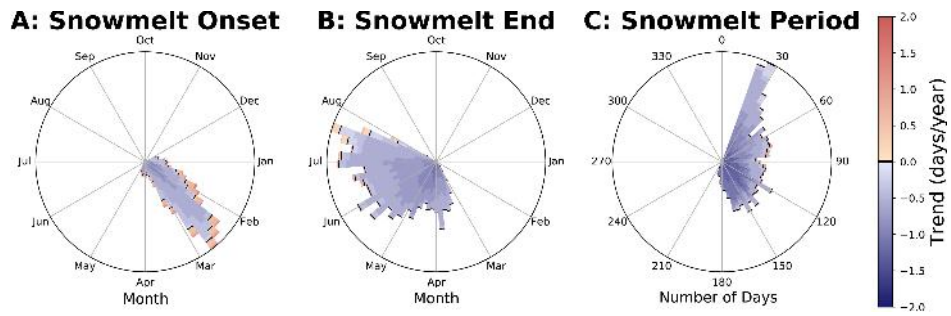 A: Snowmelt Onset
B: Snowmelt End
C: Snowmelt Period
Oct
Nov
Dec
Jan
Feb
Mar
Apr
May
Jun
Jul
Aug
Sep
Month
Oct
Nov
Dec
Jan
Feb
Mar
Apr
May
Jun
Jul
Aug
Sep
Month
0
30
60
90
120
150
180
210
240
270
300
330
Number of Days
2.0
1.5
1.0
0.5
0.0
−0.5
−1.0
−1.5
−2.0
Trend (days/year)